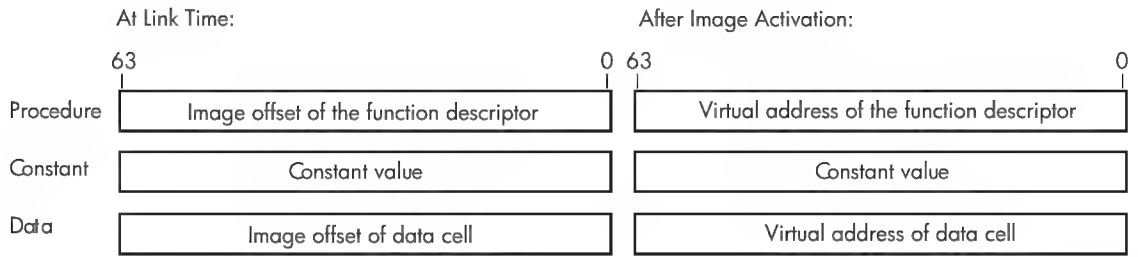 At Link Time: After Image Activation:
63 0 63 0
Procedure Image offset of the function descriptor Virtual address of the function descriptor
Constant Constant value Constant value
Data Image offset of data cell Virtual address of data cell